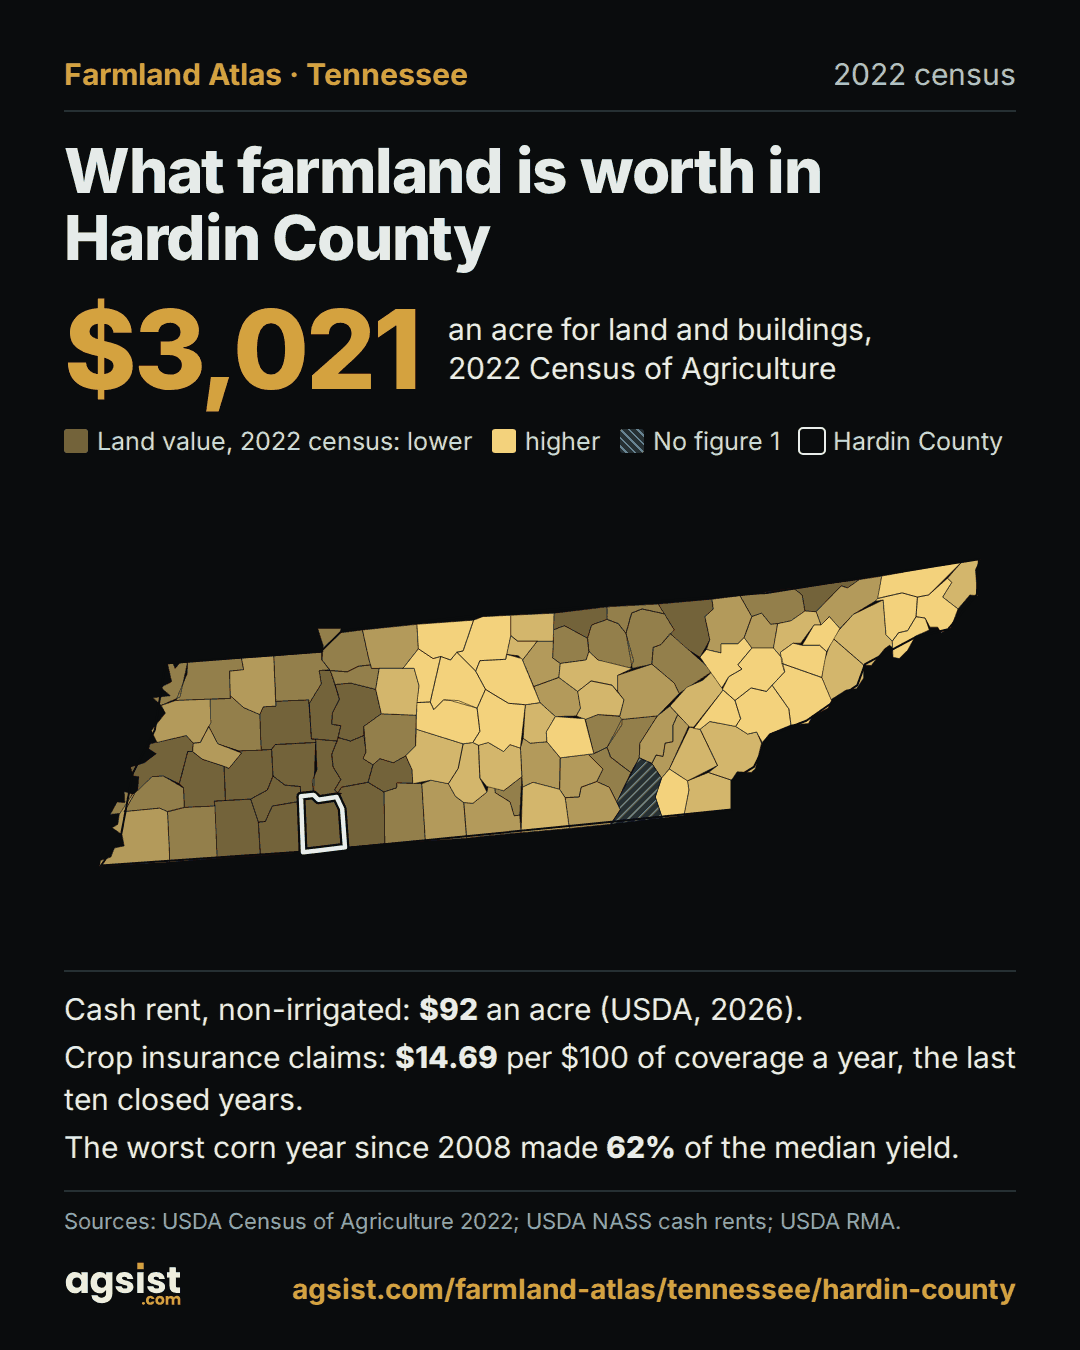 Farmland Atlas · Tennessee
2022 census
What farmland is worth in
Hardin County
$3,021
an acre for land and buildings,
2022 Census of Agriculture
Land value, 2022 census: lower
higher
No figure 1
Hardin County
Cash rent, non-irrigated: $92 an acre (USDA, 2026).
Crop insurance claims: $14.69 per $100 of coverage a year, the last
ten closed years.
The worst corn year since 2008 made 62% of the median yield.
Sources: USDA Census of Agriculture 2022; USDA NASS cash rents; USDA RMA.
agsist
.com
agsist.com/farmland-atlas/tennessee/hardin-county